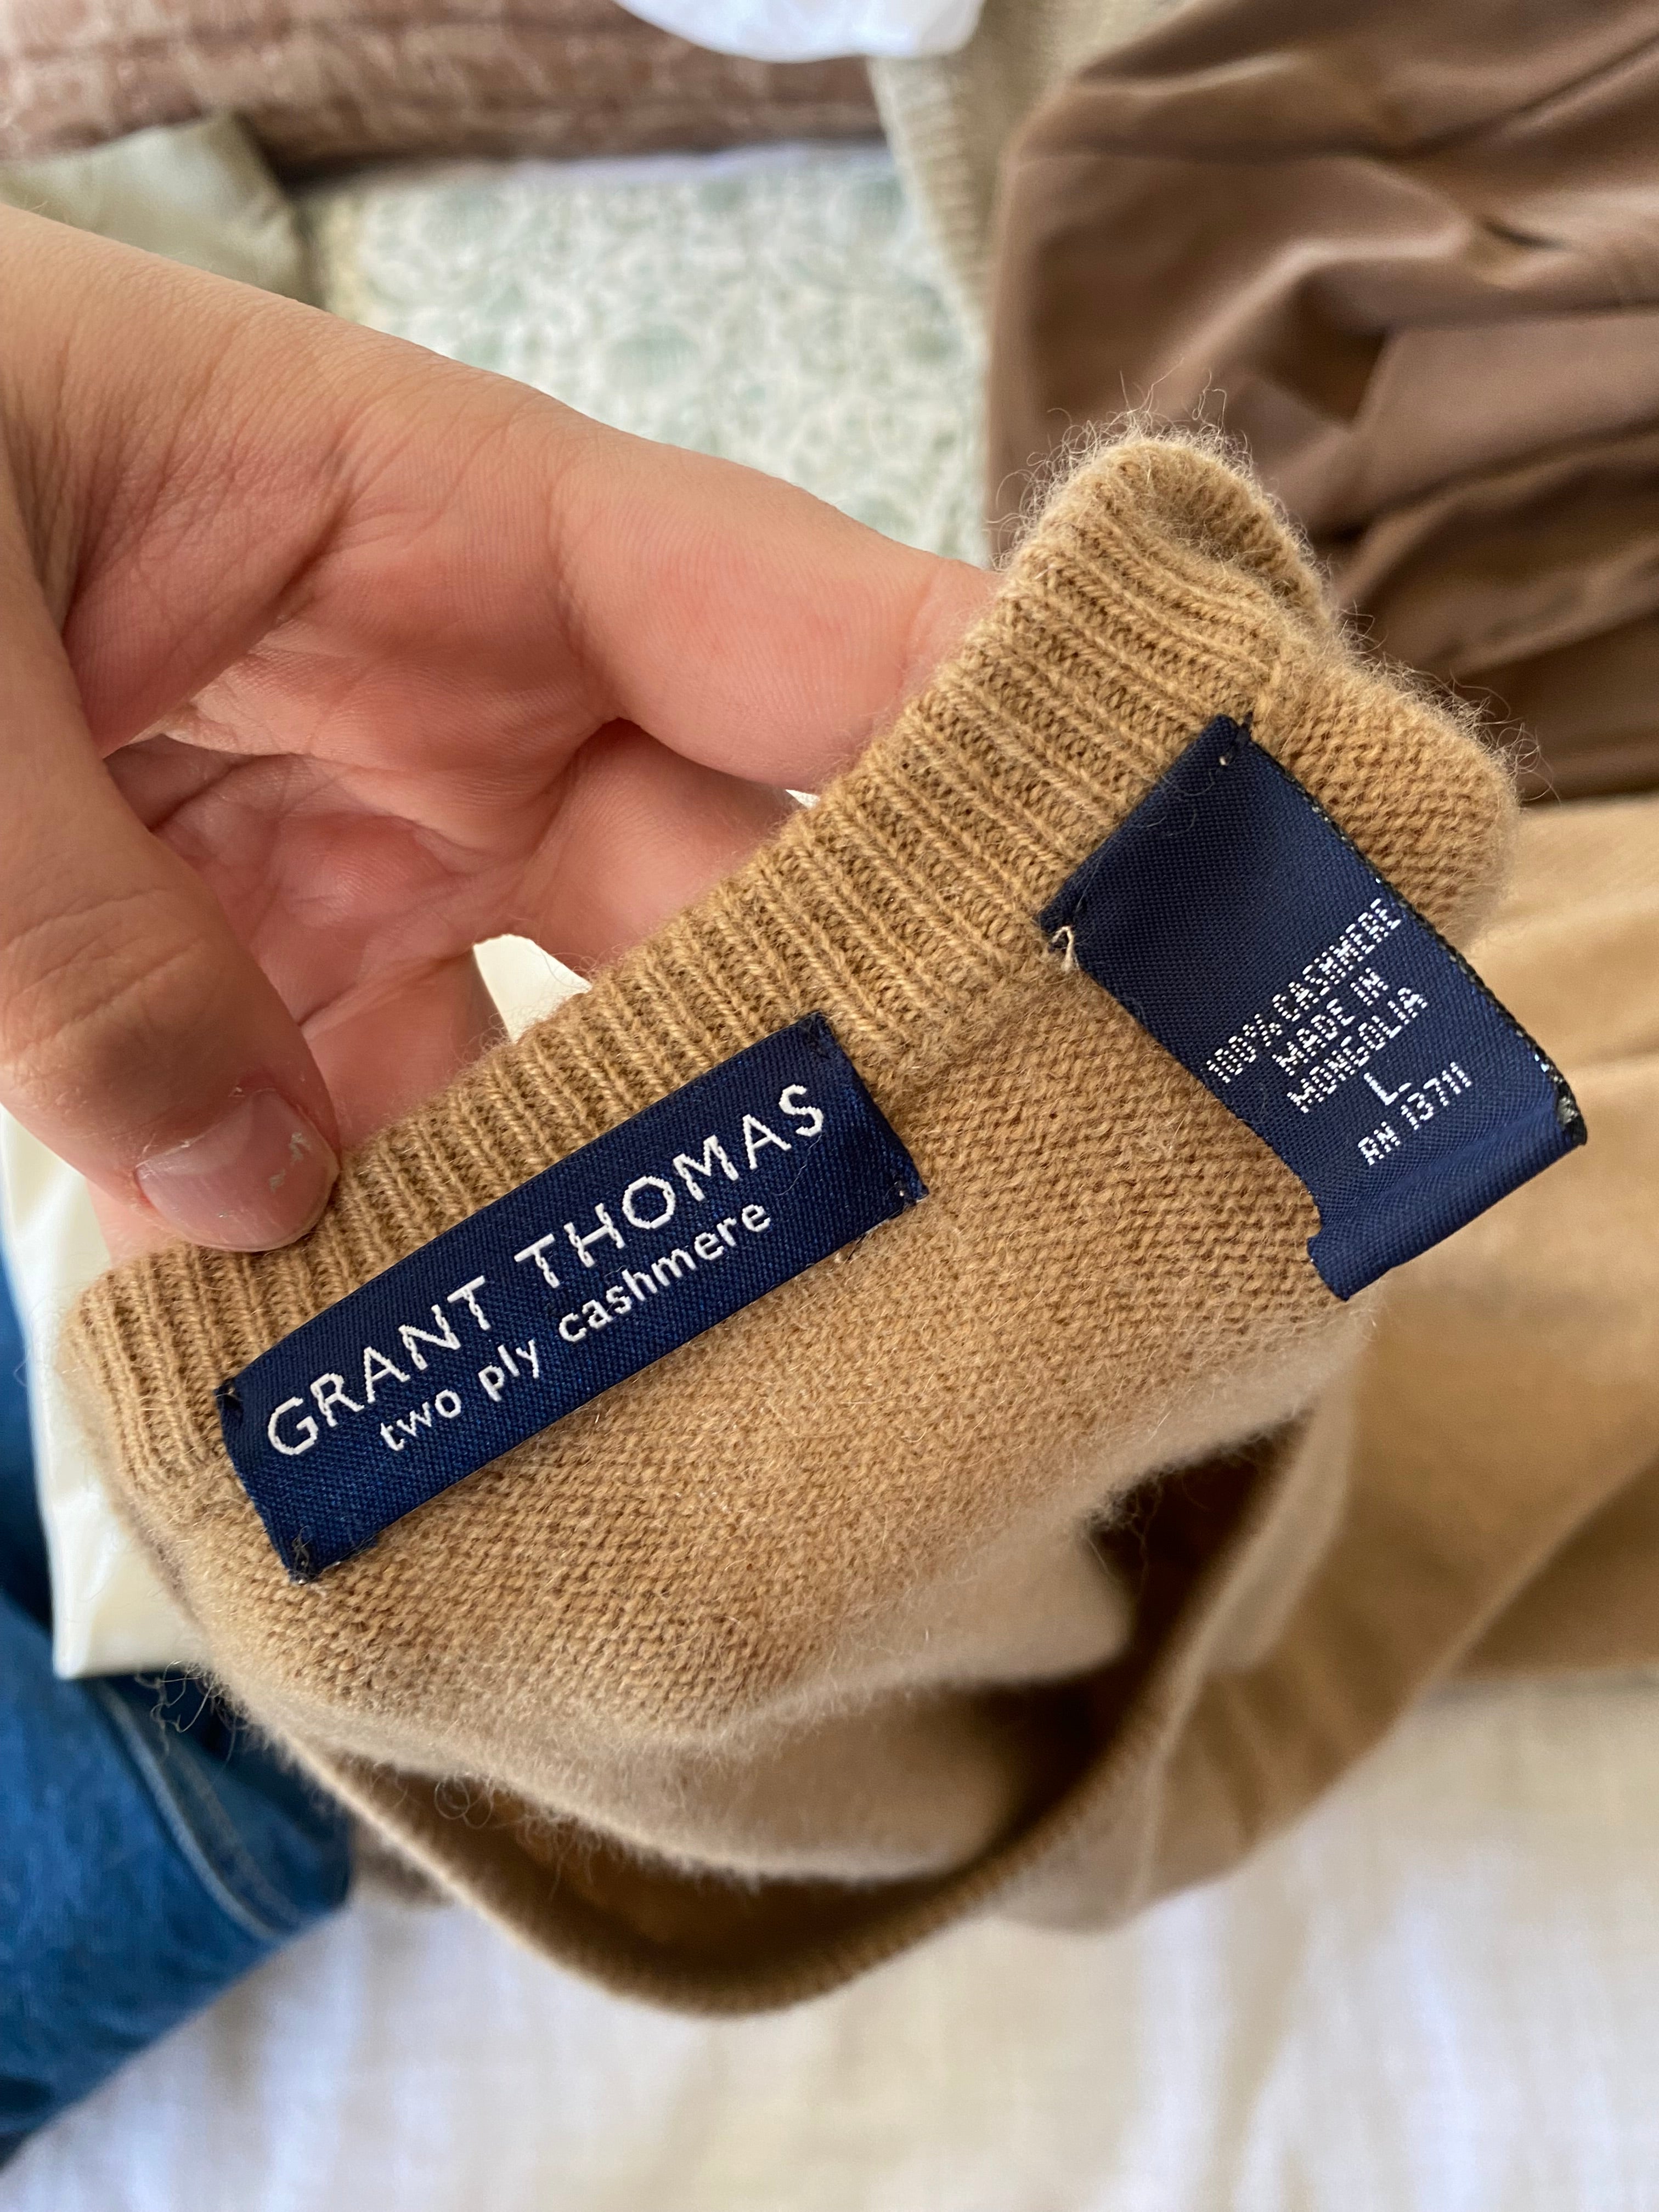 GRANT THOMAS
two ply cashmere
100% CASHMERE
MADE IN
MONGOLIA
L
RN 13711